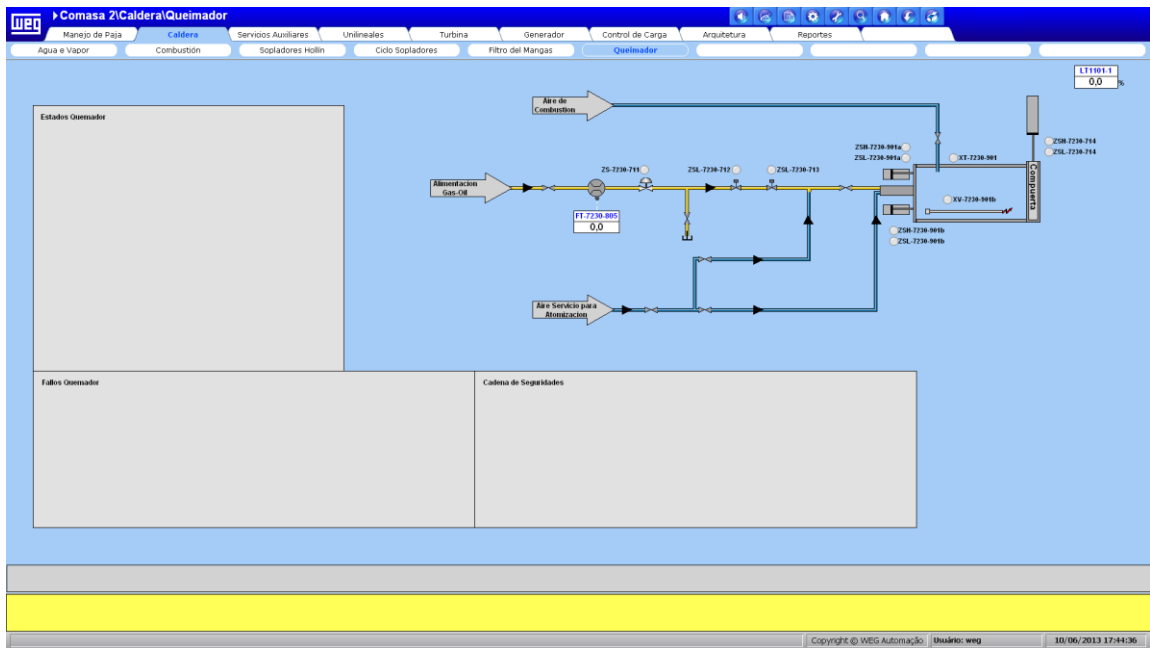 weg
Comasa 2\Caldera\Queimador
Manejo de Paja
Caldera
Servicios Auxiliares
Unilineales
Turbina
Generador
Control de Carga
Arquitetura
Reportes
Agua e Vapor
Combustión
Sopladores Hollin
Ciclo Sopladores
Filtro del Mangas
Queimador
LT1101-1
0,0 %
Estados Quemador
Aire de
Combustion
ZSH-7230-901a
ZSL-7230-901a
XT-7230-901
ZSH-7230-714
ZSL-7230-714
ZS-7230-711
ZSL-7230-712
ZSL-7230-713
Alimentacion
Gas-Oil
Compuerta
XV-7230-901b
FT-7230-805
0,0
ZSH-7230-901b
ZSL-7230-901b
Aire Servicio para
Atomizacion
Fallos Quemador
Cadena de Seguridades
Copyright © WEG Automação
Usuário: weg
10/06/2013 17:44:36